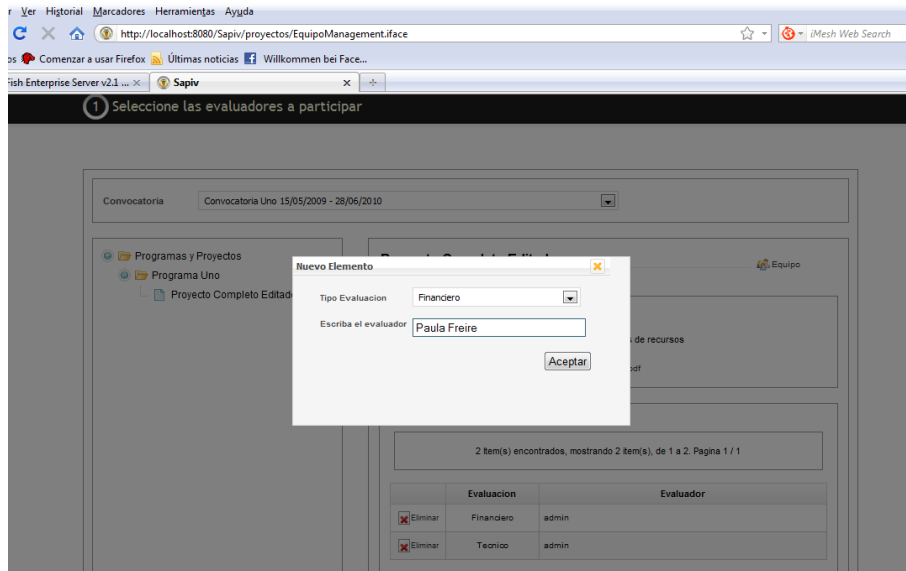 r Ver Historial Marcadores Herramientas Ayuda
http://localhost:8080/Sapiv/proyectos/EquipoManagement.iface
iMesh Web Search
os Comenzar a usar Firefox Últimas noticias Willkommen bei Face...
Fish Enterprise Server v2.1 ...
Sapiv
1 Seleccione las evaluadores a participar
Convocatoria
Convocatoria Uno 15/05/2009 - 28/06/2010
Programas y Proyectos
Programa Uno
Proyecto Completo Editad
Equipo
Nuevo Elemento
Tipo Evaluacion
Financiero
Escriba el evaluador
Paula Freire
Aceptar
de recursos
pdf
2 Item(s) encontrados, mostrando 2 item(s), de 1 a 2. Pagina 1 / 1
Evaluacion Evaluador
Eliminar Financiero admin
Eliminar Tecnico admin